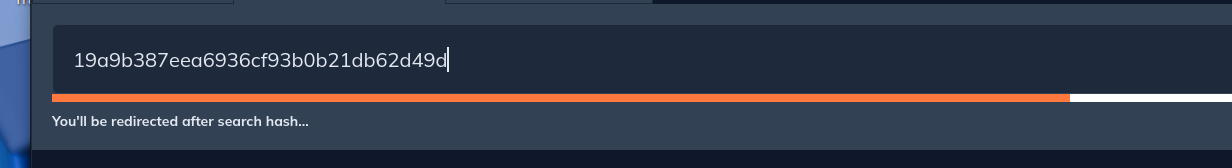 19a9b387eea6936cf93b0b21db62d49d
You'll be redirected after search hash...